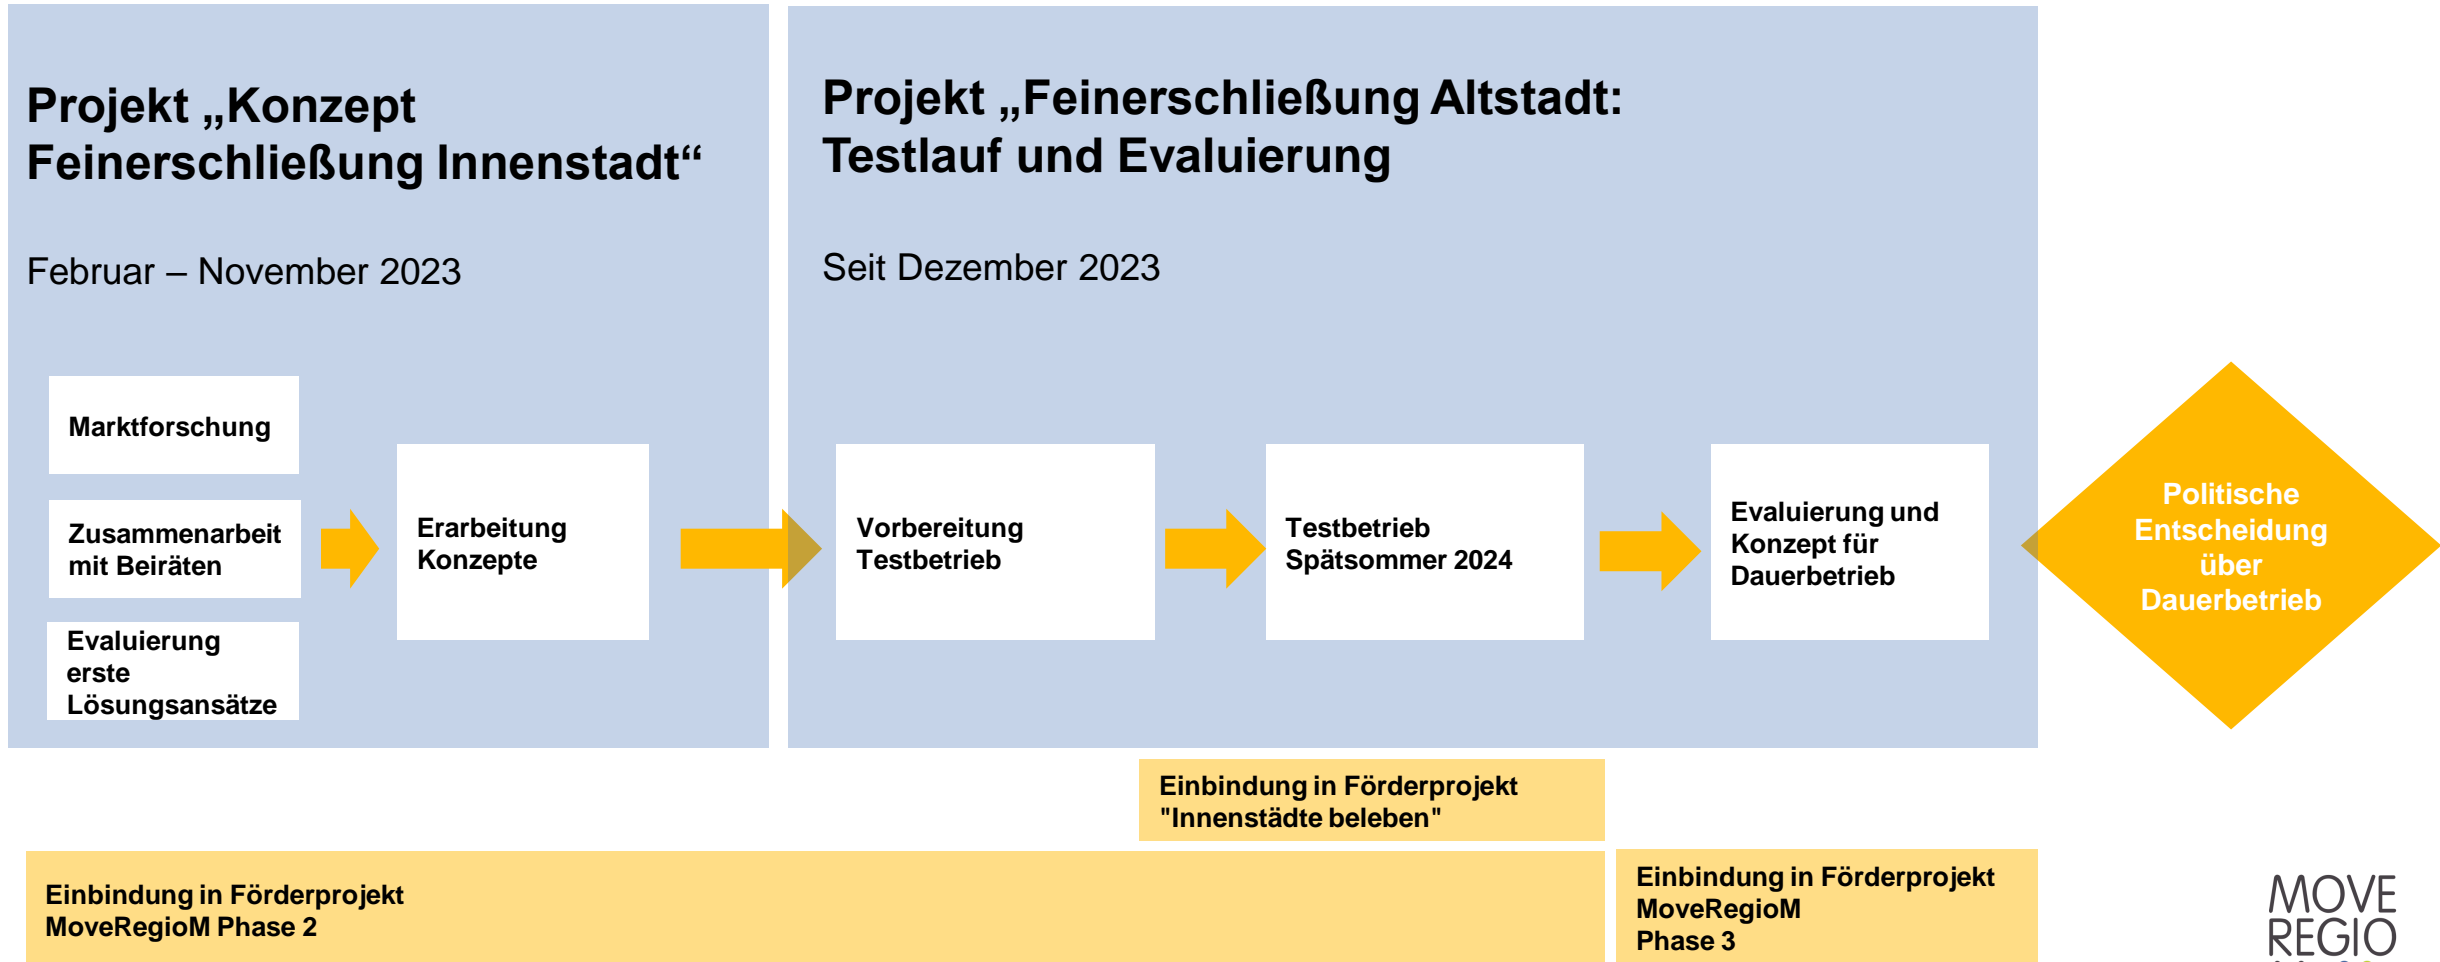 Projekt „Konzept
Feinerschließung Innenstadt“
Februar – November 2023
Marktforschung
Zusammenarbeit
mit Beiräten
Evaluierung
erste
Lösungsansätze
Erarbeitung
Konzepte
Projekt „Feinerschließung Altstadt:
Testlauf und Evaluierung
Seit Dezember 2023
Vorbereitung
Testbetrieb
Testbetrieb
Spätsommer 2024
Evaluierung und
Konzept für
Dauerbetrieb
Politische
Entscheidung
über
Dauerbetrieb
Einbindung in Förderprojekt
"Innenstädte beleben"
Einbindung in Förderprojekt
MoveRegioM Phase 2
Einbindung in Förderprojekt
MoveRegioM
Phase 3
MOVE
REGIO